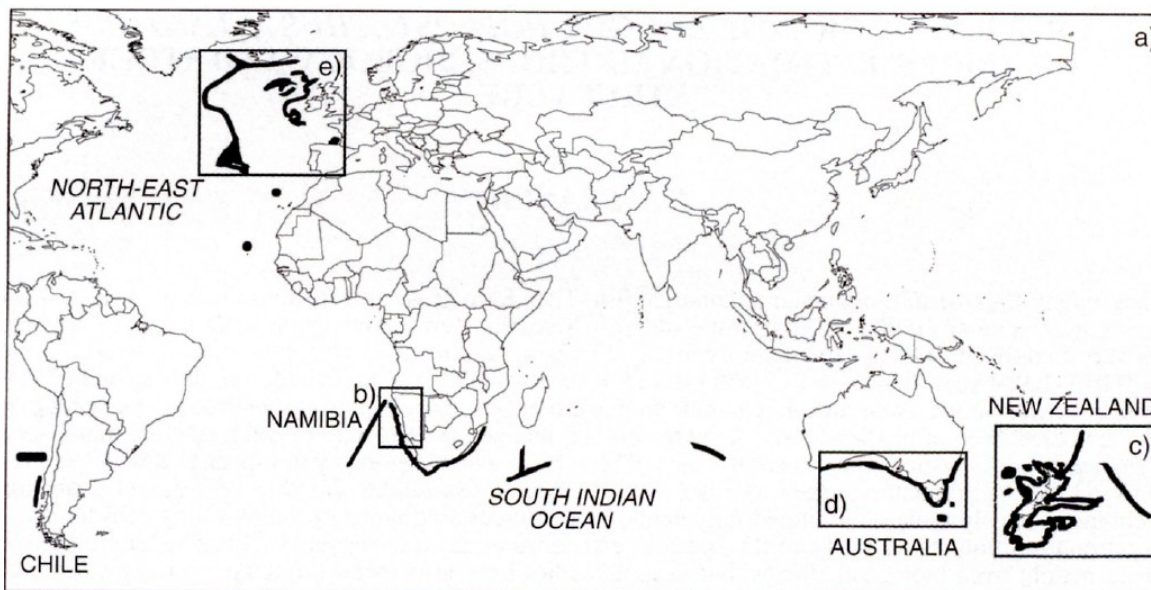 a)
e)
NORTH-EAST
ATLANTIC
b)
NAMIBIA
NEW ZEALAND
c)
SOUTH INDIAN
OCEAN
d)
AUSTRALIA
CHILE